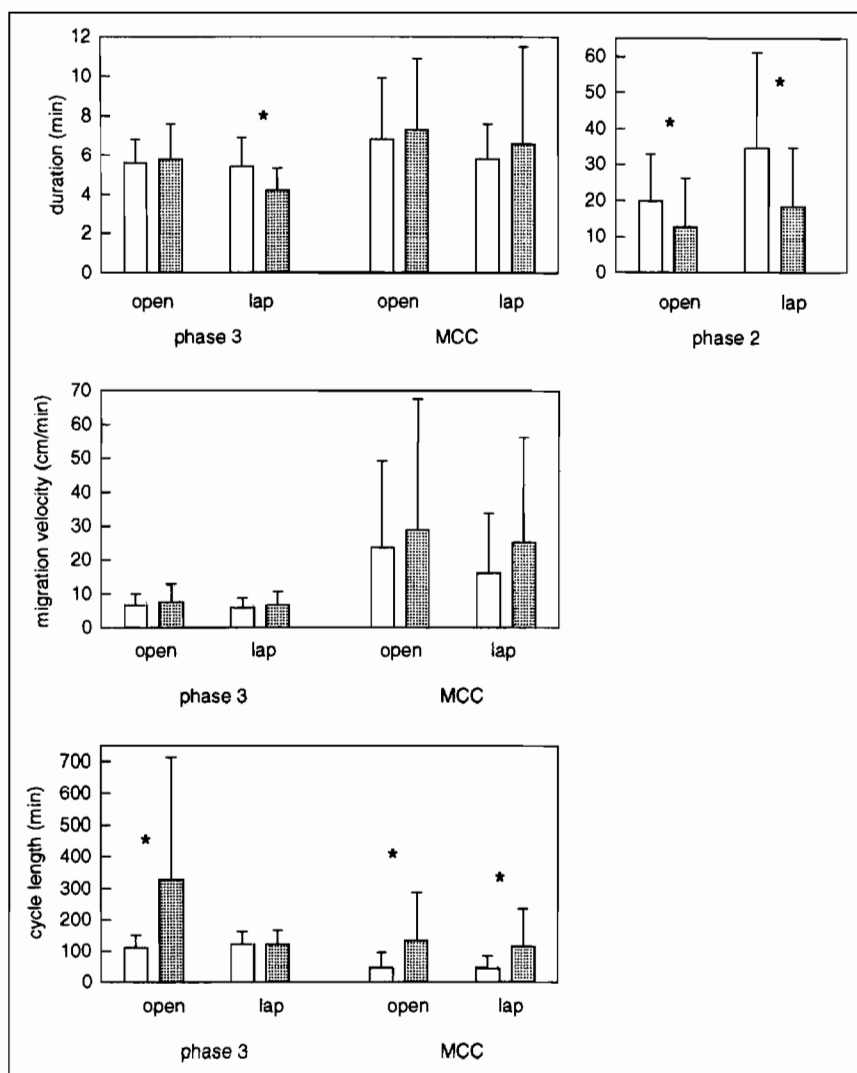 12
10
8
6
4
2
0
duration (min)
*
open lap open lap
phase 3 MCC
60
50
40
30
20
10
0
* *
open lap
phase 2
70
60
50
40
30
20
10
0
migration velocity (cm/min)
open lap open lap
phase 3 MCC
700
600
500
400
300
200
100
0
cycle length (min)
* * *
open lap open lap
phase 3 MCC